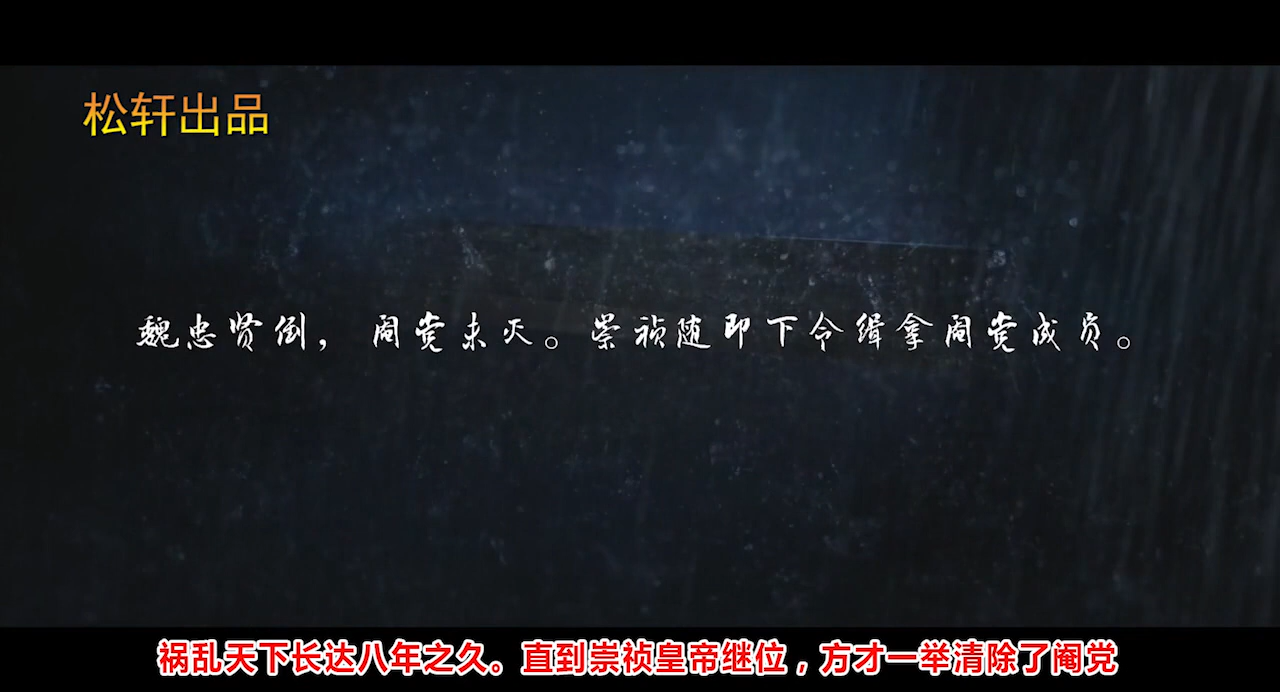 松轩出品
魏忠贤倒，阉党未灭。崇祯随即下令缉拿阉党成员。
祸乱天下长达八年之久。直到崇祯皇帝继位，方才一举清除了阉党